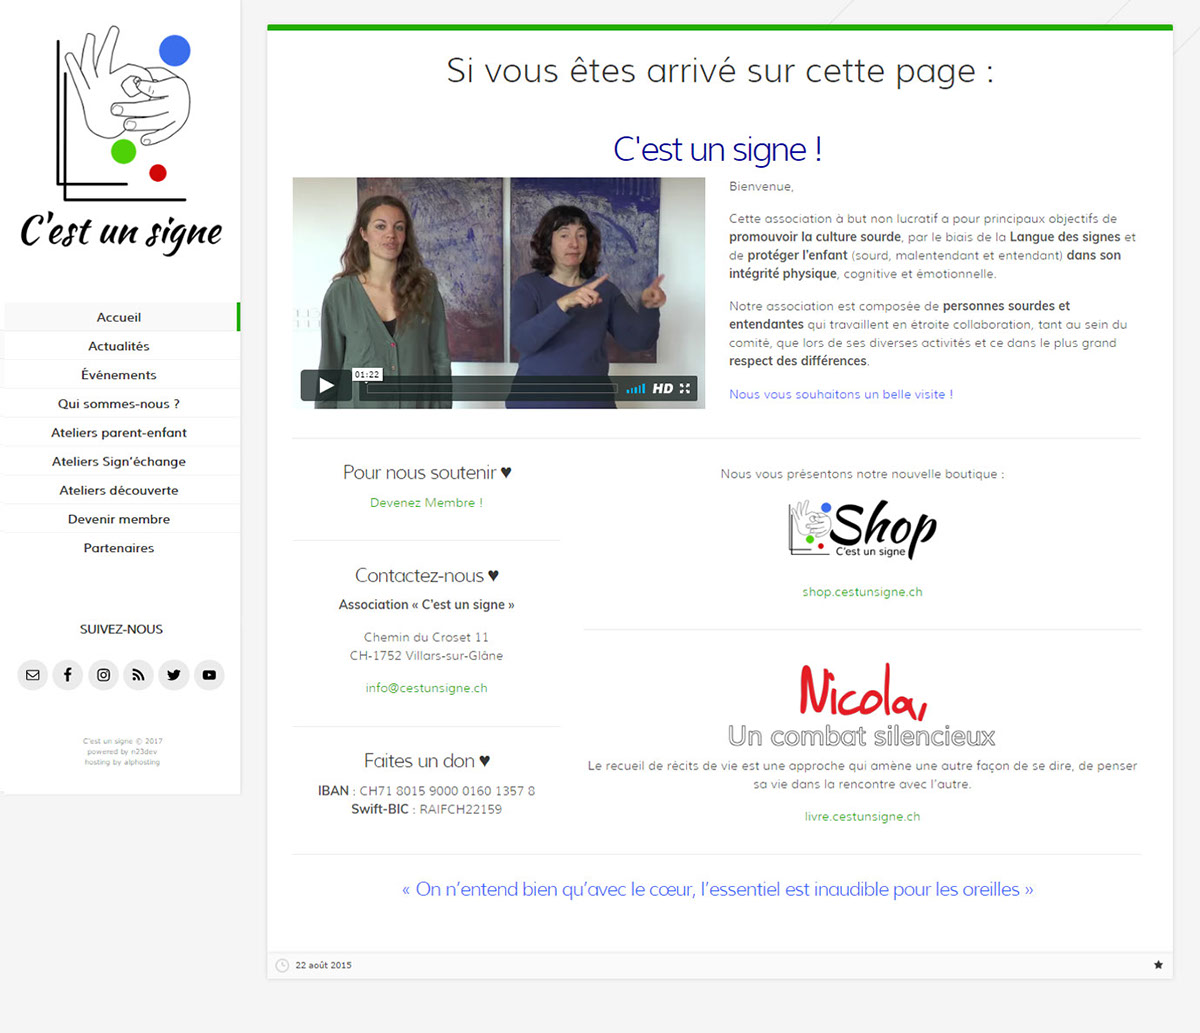 C'est un signe
Accueil
Actualités
Événements
Qui sommes-nous ?
Ateliers parent-enfant
Ateliers Sign’échange
Ateliers découverte
Devenir membre
Partenaires
SUIVEZ-NOUS
C'est un signe © 2017
powered by n23dev
hosting by alphosting
Si vous êtes arrivé sur cette page :
C'est un signe !
01:22
HD
Bienvenue,
Cette association à but non lucratif a pour principaux objectifs de
promouvoir la culture sourde, par le biais de la Langue des signes et
de protéger l’enfant (sourd, malentendant et entendant) dans son
intégrité physique, cognitive et émotionnelle.
Notre association est composée de personnes sourdes et
entendantes qui travaillent en étroite collaboration, tant au sein du
comité, que lors de ses diverses activités et ce dans le plus grand
respect des différences.
Nous vous souhaitons un belle visite !
Pour nous soutenir ♥
Devenez Membre !
Contactez-nous ♥
Association « C’est un signe »
Chemin du Croset 11
CH-1752 Villars-sur-Glâne
info@cestunsigne.ch
Faites un don ♥
IBAN : CH71 8015 9000 0160 1357 8
Swift-BIC : RAIFCH22159
Nous vous présentons notre nouvelle boutique :
Shop
C'est un signe
shop.cestunsigne.ch
Nicola,
Un combat silencieux
Le recueil de récits de vie est une approche qui amène une autre façon de se dire, de penser
sa vie dans la rencontre avec l’autre.
livre.cestunsigne.ch
« On n’entend bien qu’avec le cœur, l’essentiel est inaudible pour les oreilles »
22 août 2015